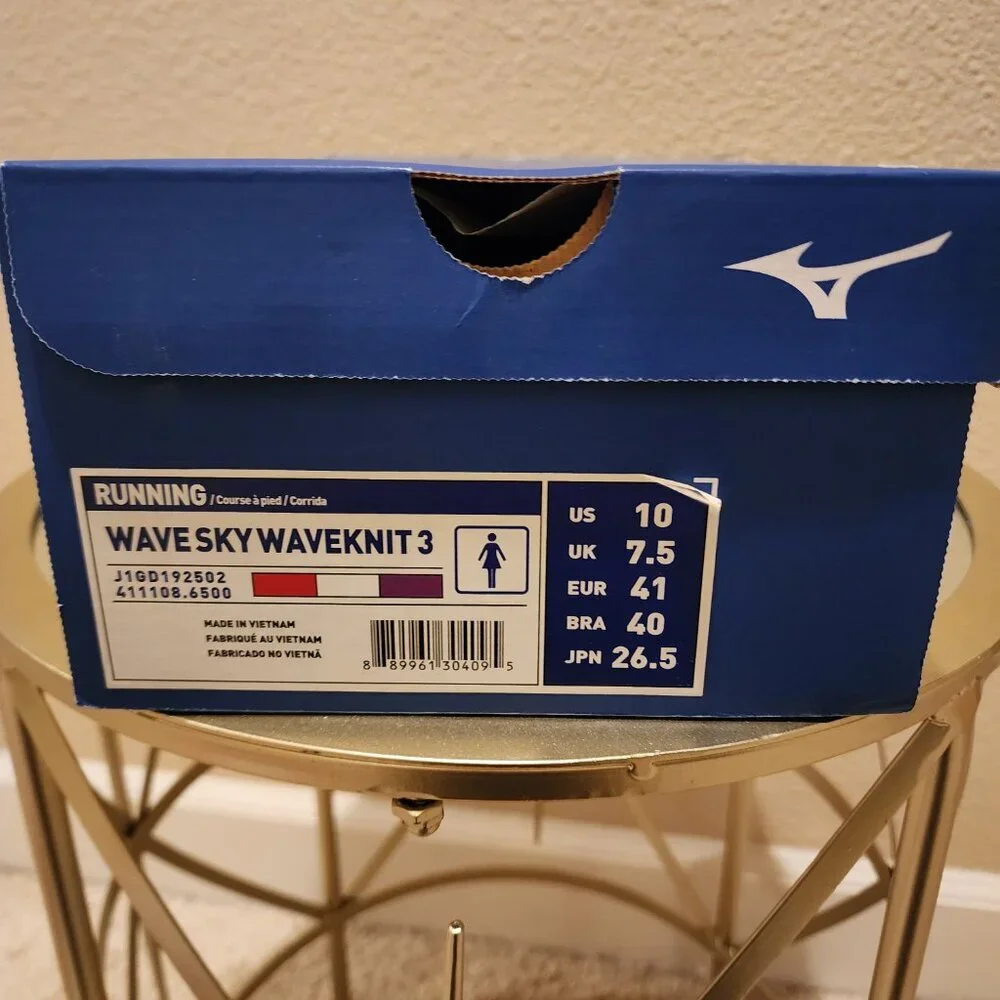 RUNNING / Course à pied / Corrida
WAVE SKY WAVEKNIT 3
J1GD192502
411108.6500
MADE IN VIETNAM
FABRIQUÉ AU VIETNAM
FABRICADO NO VIETNÃ
8 89961 30409 5
US 10
UK 7.5
EUR 41
BRA 40
JPN 26.5